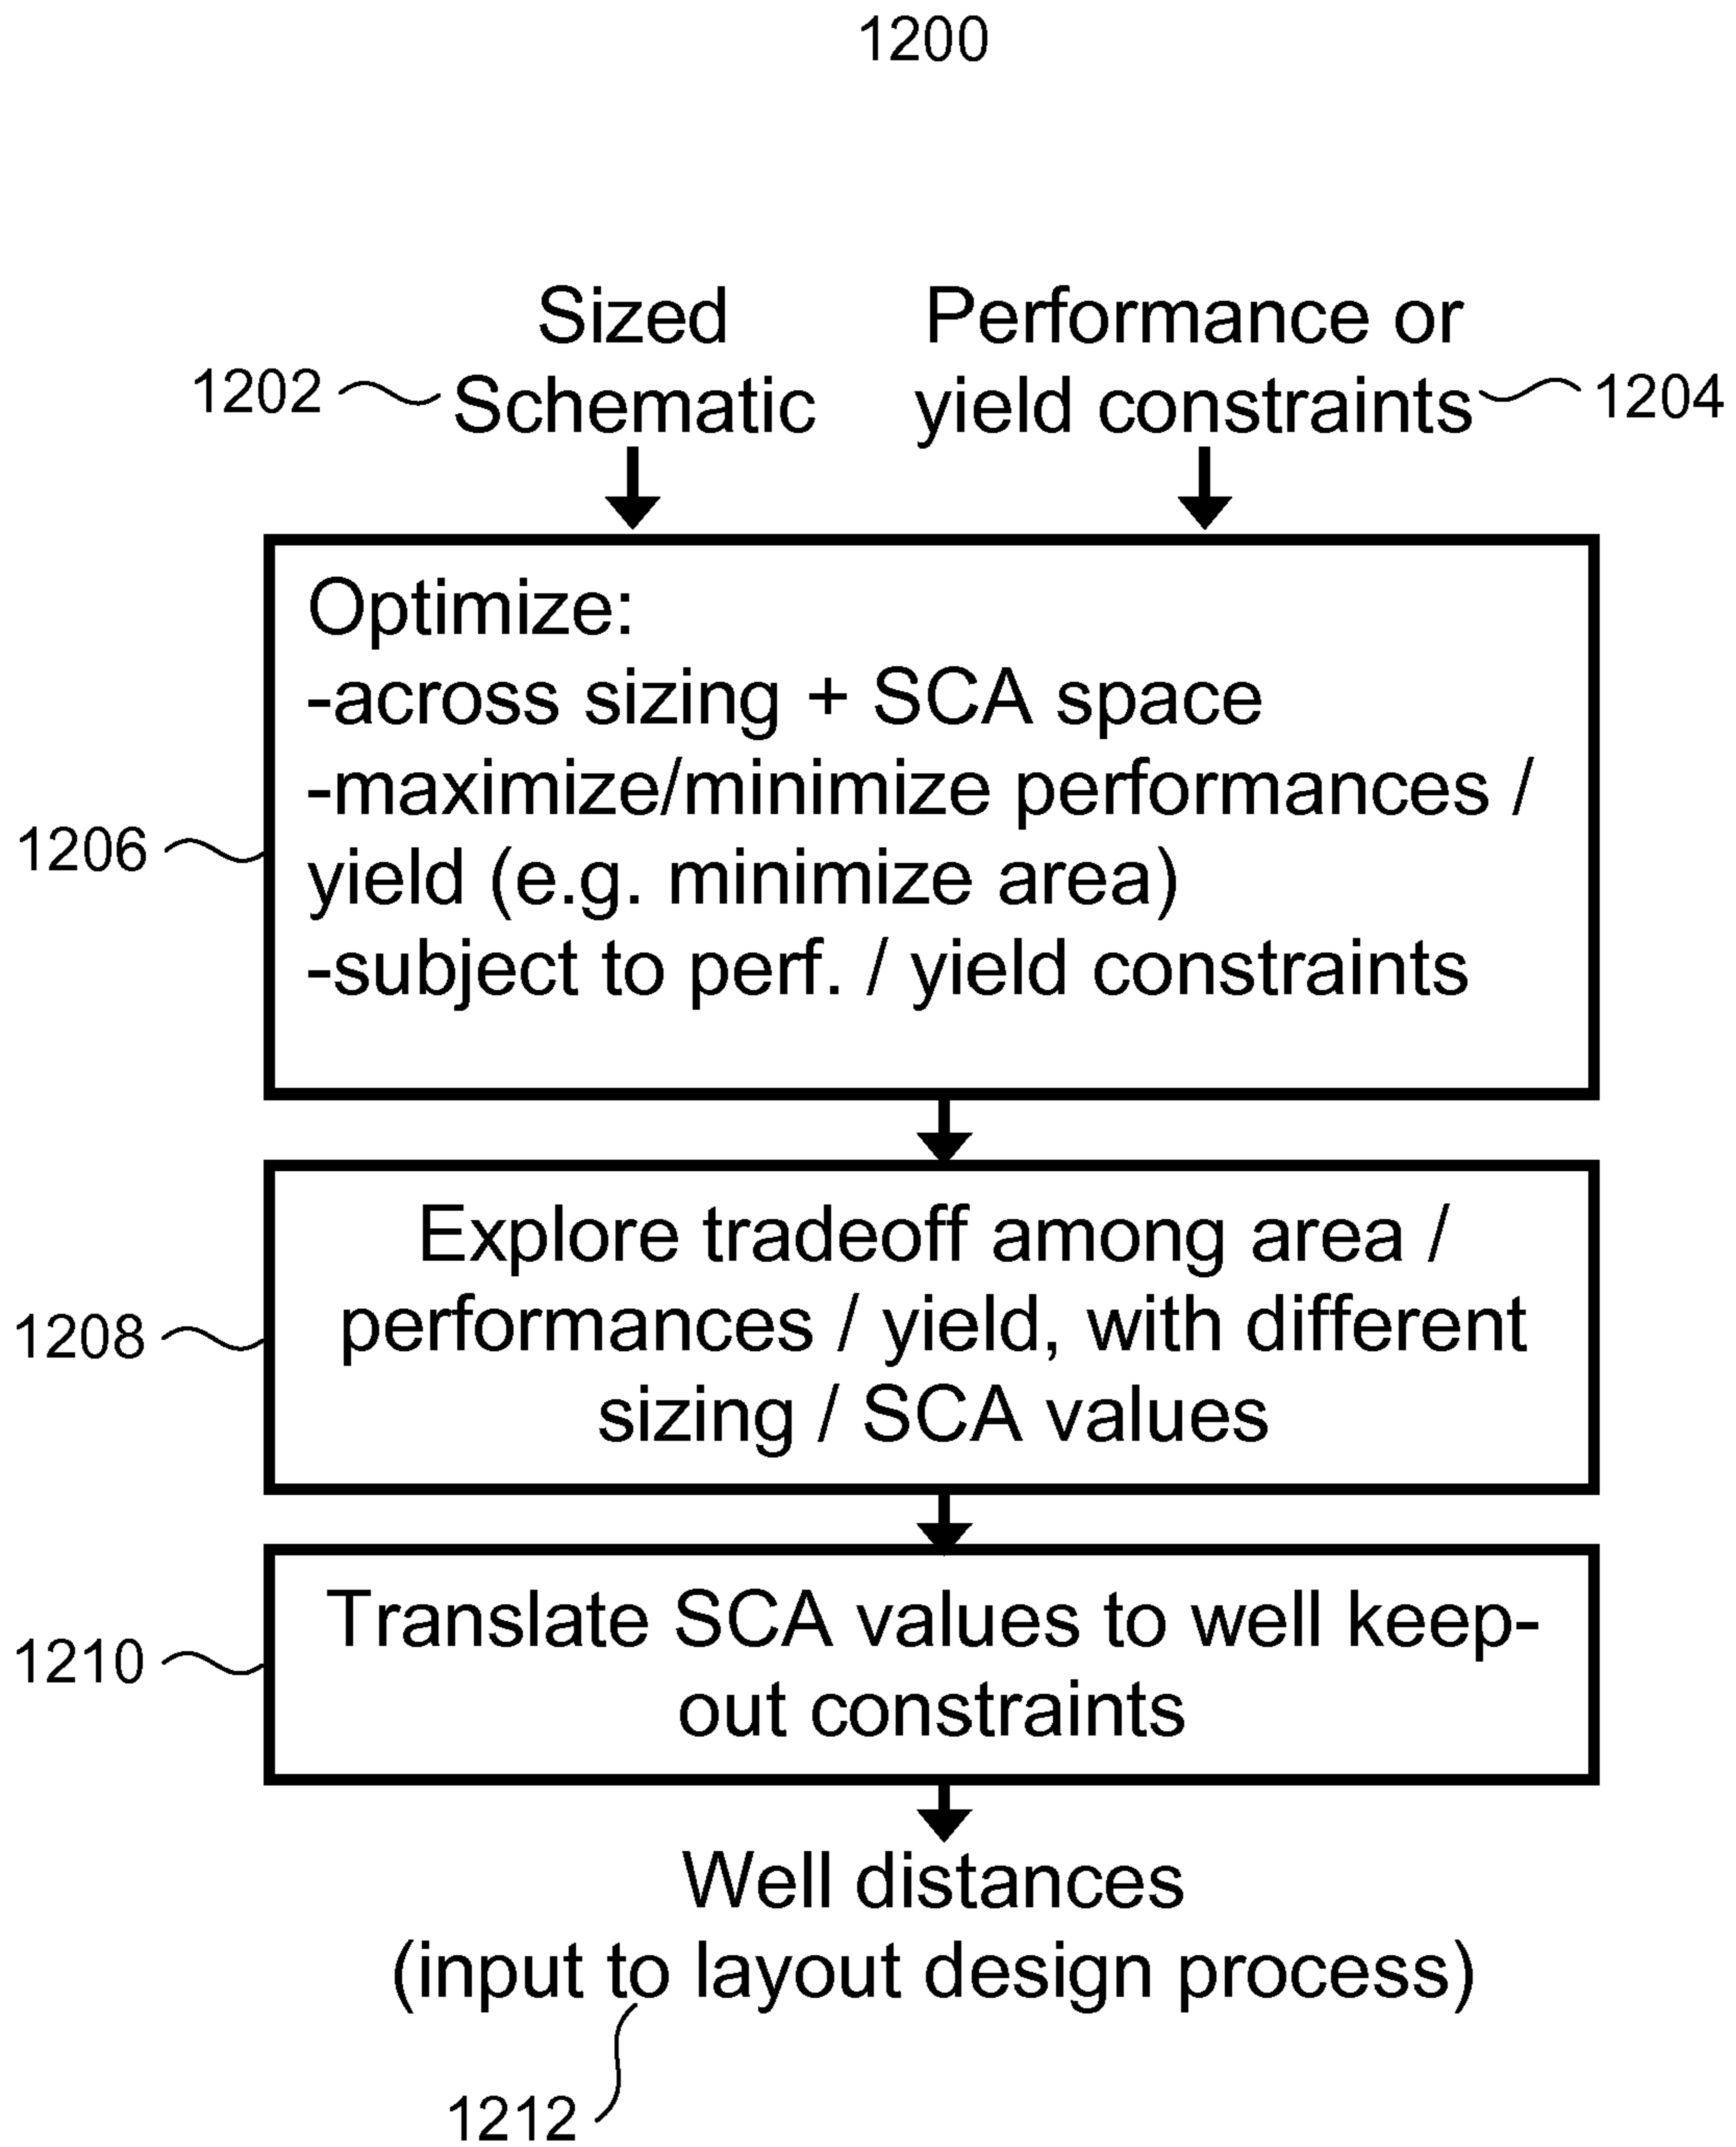 1200
Sized
Schematic
1202
Performance or
yield constraints
1204
Optimize:
-across sizing + SCA space
-maximize/minimize performances /
yield (e.g. minimize area)
-subject to perf. / yield constraints
1206
Explore tradeoff among area /
performances / yield, with different
sizing / SCA values
1208
Translate SCA values to well keep-
out constraints
1210
Well distances
(input to layout design process)
1212